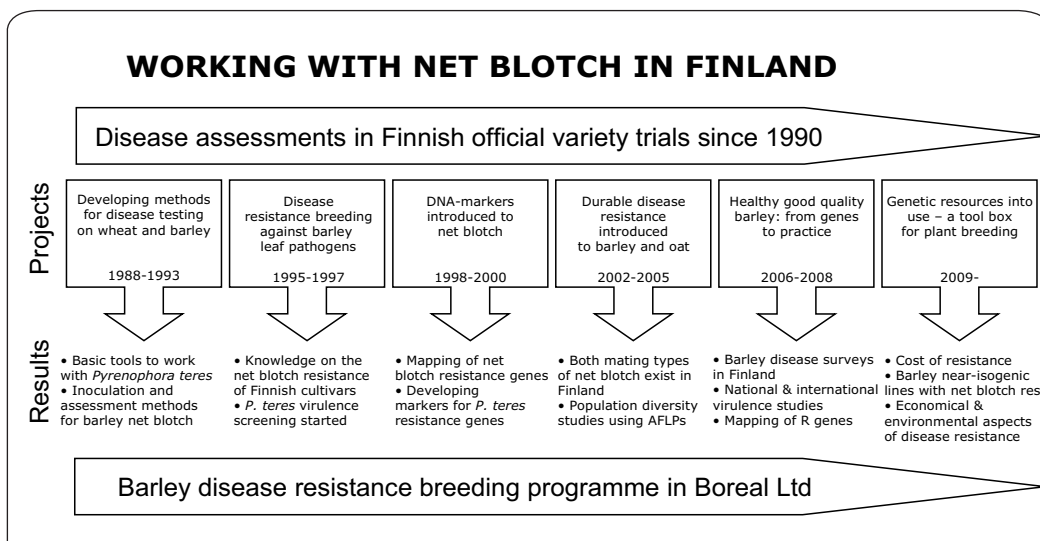 WORKING WITH NET BLOTCH IN FINLAND
Disease assessments in Finnish official variety trials since 1990
Projects
Developing methods
for disease testing
on wheat and barley
1988-1993
Disease
resistance breeding
against barley
leaf pathogens
1995-1997
DNA-markers
introduced to
net blotch
1998-2000
Durable disease
resistance
introduced
to barley and oat
2002-2005
Healthy good quality
barley: from genes
to practice
2006-2008
Genetic resources into
use – a tool box
for plant breeding
2009-
Results
• Basic tools to work
with Pyrenophora teres
• Inoculation and
assessment methods
for barley net blotch
• Knowledge on the
net blotch resistance
of Finnish cultivars
• P. teres virulence
screening started
• Mapping of net
blotch resistance genes
• Developing
markers for P. teres
resistance genes
• Both mating types
of net blotch exist in
Finland
• Population diversity
studies using AFLPs
• Barley disease surveys
in Finland
• National & international
virulence studies
• Mapping of R genes
• Cost of resistance
• Barley near-isogenic
lines with net blotch res
• Economical &
environmental aspects
of disease resistance
Barley disease resistance breeding programme in Boreal Ltd